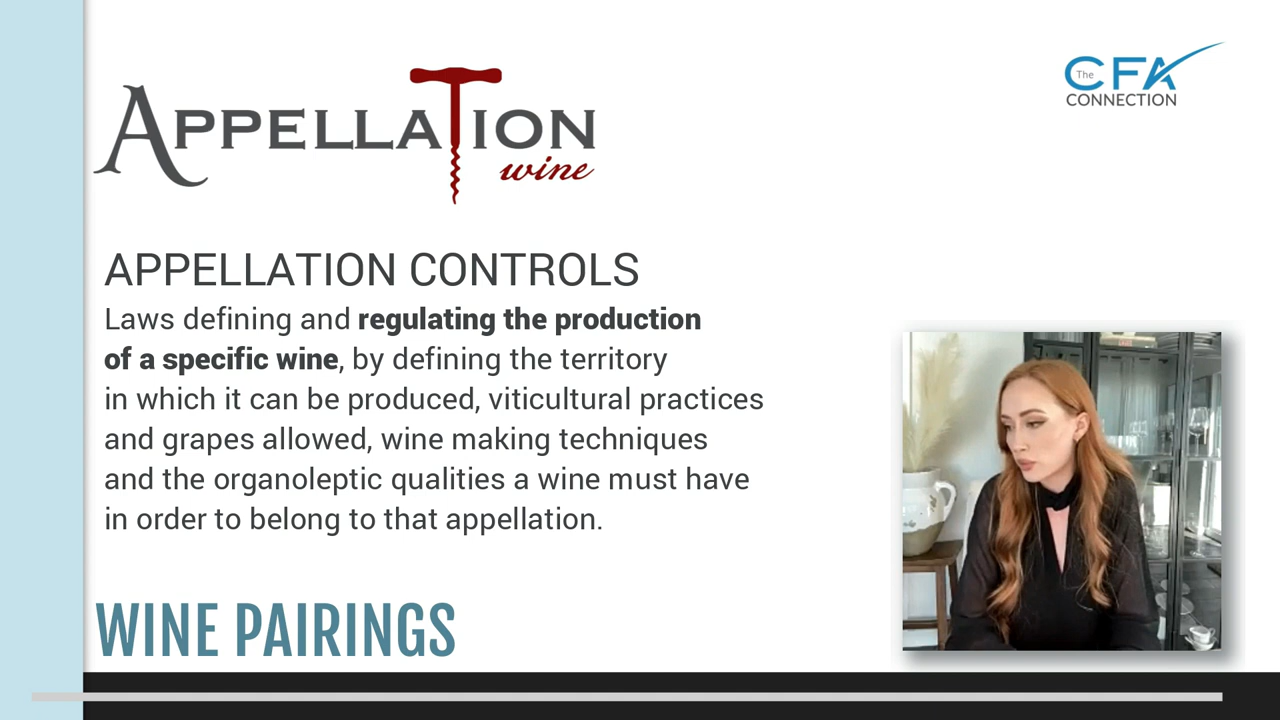 APPELLATION
wine
The CFA
CONNECTION
APPELLATION CONTROLS
Laws defining and regulating the production
of a specific wine, by defining the territory
in which it can be produced, viticultural practices
and grapes allowed, wine making techniques
and the organoleptic qualities a wine must have
in order to belong to that appellation.
WINE PAIRINGS